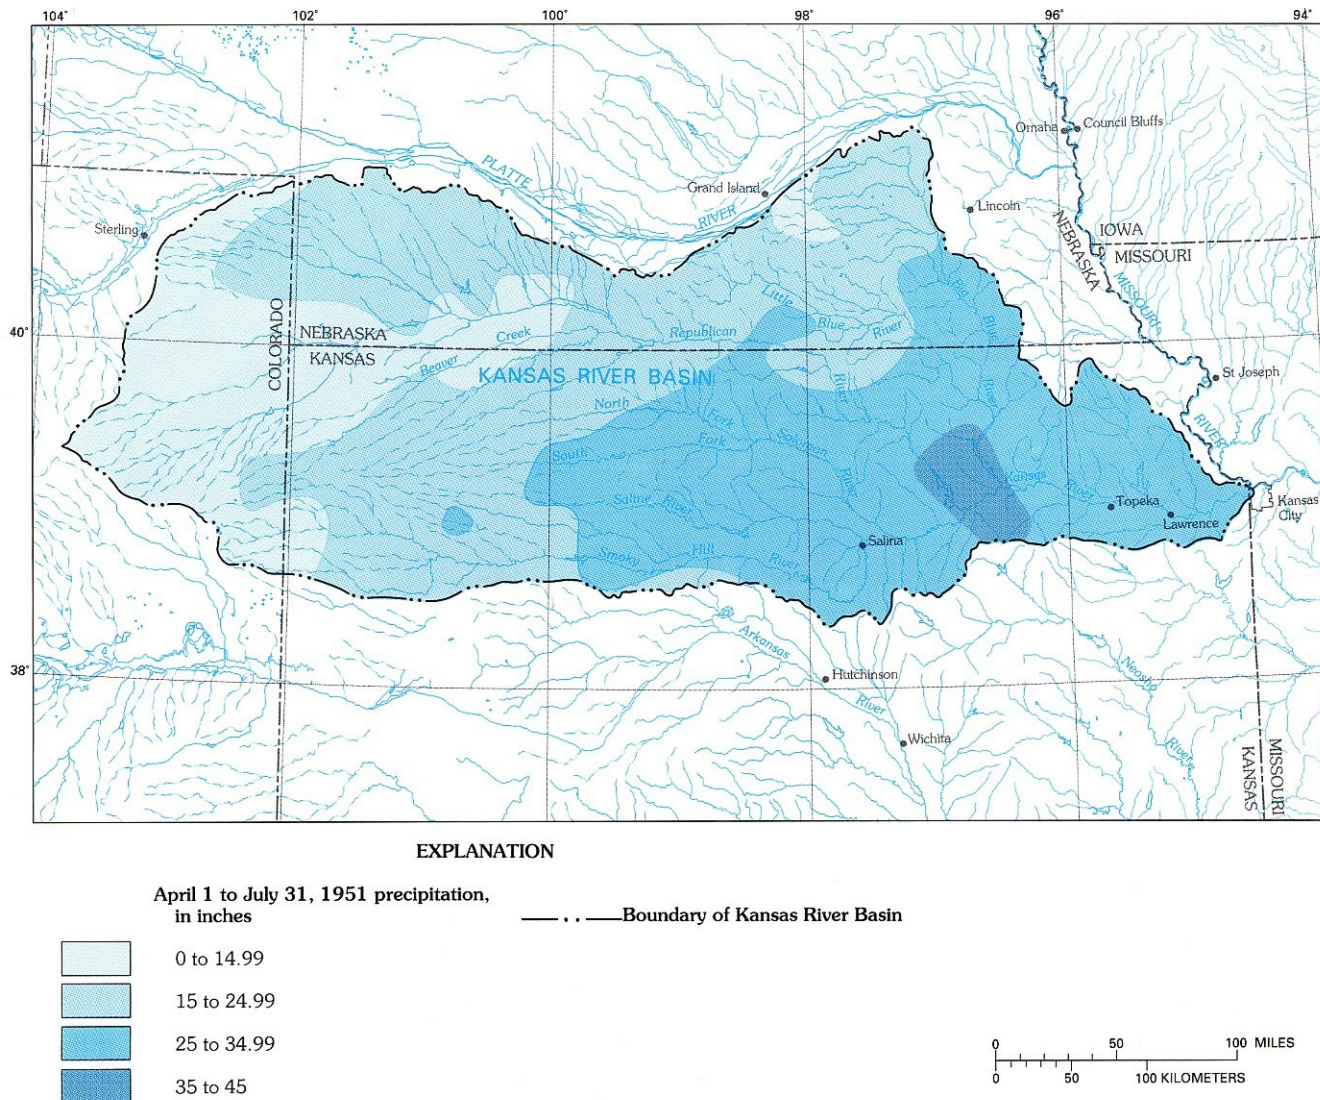 104° 102° 100° 98° 96° 94°
Omaha
Council Bluffs
PLATTE
Grand Island
RIVER
Lincoln
Sterling
NEBRASKA
IOWA
MISSOURI
MISSOURI
Big
Blue
River
Little
Blue
River
40°
COLORADO
NEBRASKA
KANSAS
Creek
Beaver
Republican
River
KANSAS RIVER BASIN
St Joseph
RIVER
North
Fork
South
Fork
Solomon
River
Saline
River
Kansas
River
Topeka
Lawrence
Kansas
City
Smoky
Hill
River
Salina
Arkansas
River
38°
Hutchinson
Wichita
Neosho
Rivers
KANSAS
MISSOURI
EXPLANATION
April 1 to July 31, 1951 precipitation,
in inches
Boundary of Kansas River Basin
0 to 14.99
15 to 24.99
25 to 34.99
35 to 45
0 50 100 MILES
0 50 100 KILOMETERS